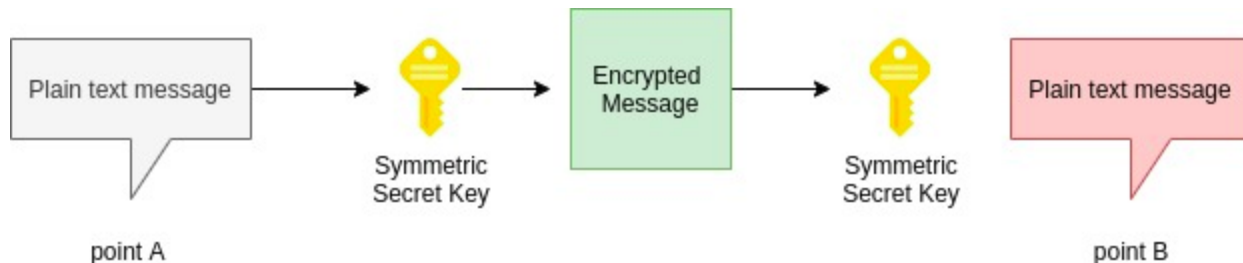 Plain text message
point A
Symmetric
Secret Key
Encrypted
Message
Symmetric
Secret Key
Plain text message
point B